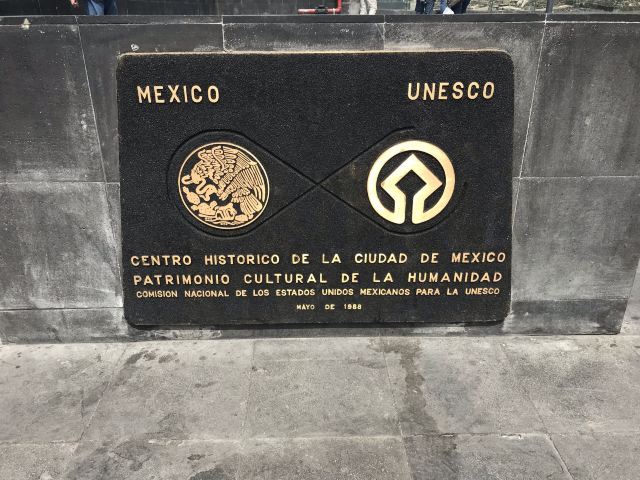 MEXICO UNESCO
CENTRO HISTORICO DE LA CIUDAD DE MEXICO
PATRIMONIO CULTURAL DE LA HUMANIDAD
COMISION NACIONAL DE LOS ESTADOS UNIDOS MEXICANOS PARA LA UNESCO
MAYO DE 1988